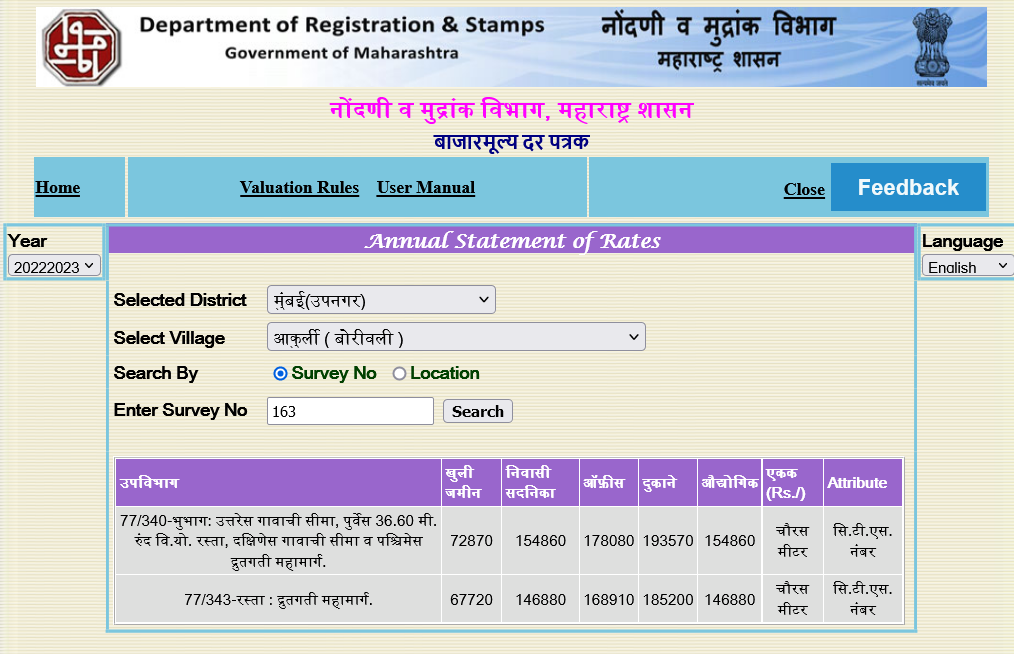 Department of Registration & Stamps
Government of Maharashtra
नोंदणी व मुद्रांक विभाग
महाराष्ट्र शासन
नोंदणी व मुद्रांक विभाग, महाराष्ट्र शासन
बाजारमूल्य दर पत्रक
Home Valuation Rules User Manual Close Feedback
Year Annual Statement of Rates Language
20222023 English
Selected District मुंबई(उपनगर)
Select Village आकुर्ली ( बोरीवली )
Search By Survey No Location
Enter Survey No 163 Search
उपविभाग खुली जमीन निवासी सदनिका ऑफ़ीस दुकाने औद्योगिक एकक (Rs./) Attribute
77/340-भुभाग: उत्तरेस गावाची सीमा, पुर्वेस 36.60 मी.
रुंद वि.यो. रस्ता, दक्षिणेस गावाची सीमा व पश्चिमेस
द्रुतगती महामार्ग.
72870 154860 178080 193570 154860 चौरस मीटर सि.टी.एस. नंबर
77/343-रस्ता : द्रुतगती महामार्ग. 67720 146880 168910 185200 146880 चौरस मीटर सि.टी.एस. नंबर